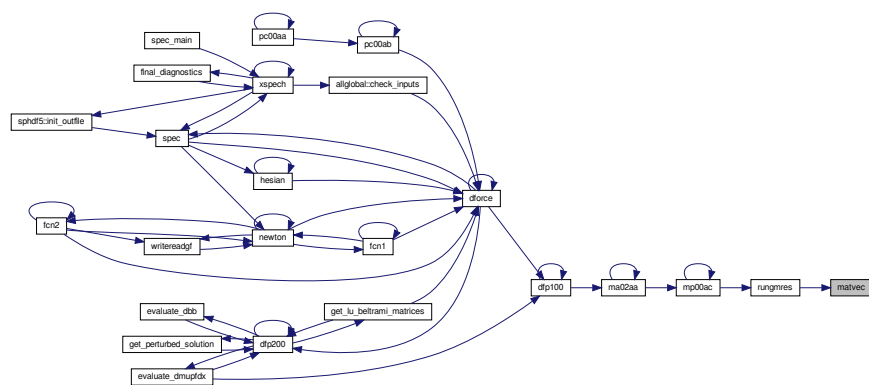 spec_main
pc00aa
pc00ab
final_diagnostics
xspech
allglobal::check_inputs
sphdf5::init_outfile
spec
hesian
dforce
fcn2
writereadgf
newton
fcn1
dfp100
ma02aa
mp00ac
rungmres
matvec
evaluate_dbb
get_lu_beltrami_matrices
get_perturbed_solution
dfp200
evaluate_dmupfdx